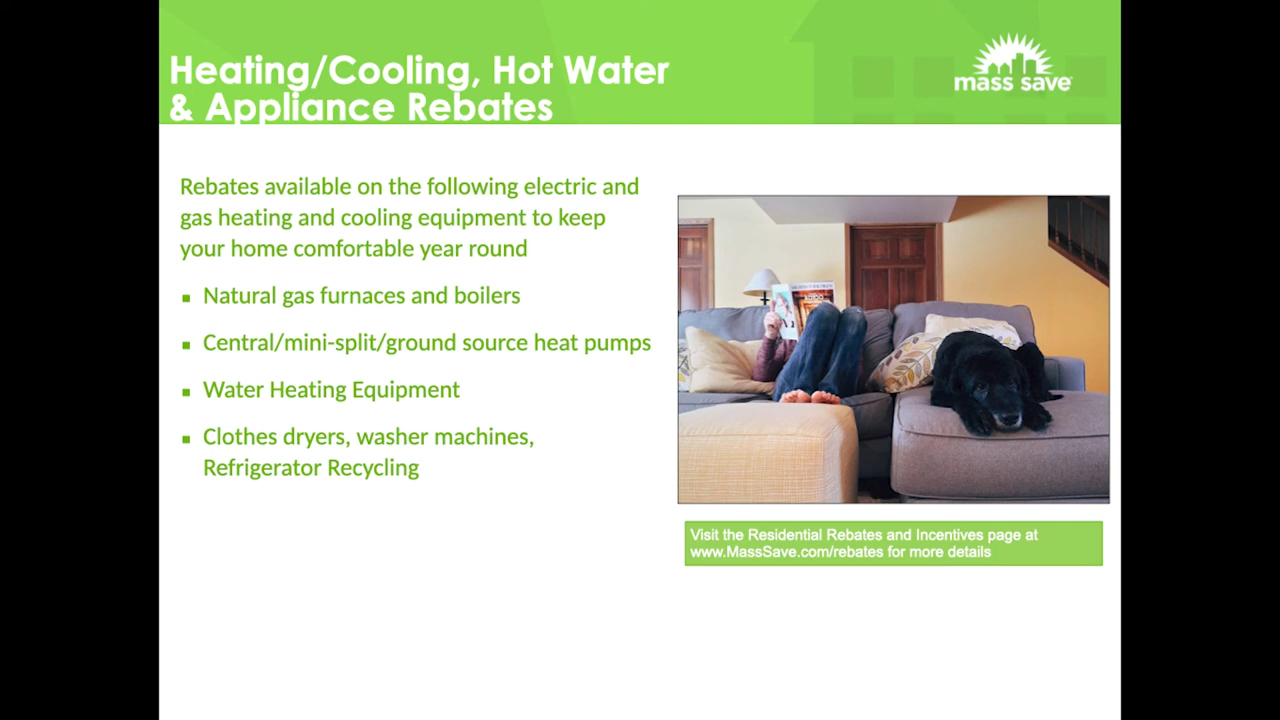 Heating/Cooling, Hot Water
& Appliance Rebates
mass save
Rebates available on the following electric and
gas heating and cooling equipment to keep
your home comfortable year round
▪ Natural gas furnaces and boilers
▪ Central/mini-split/ground source heat pumps
▪ Water Heating Equipment
▪ Clothes dryers, washer machines,
Refrigerator Recycling
Visit the Residential Rebates and Incentives page at
www.MassSave.com/rebates for more details